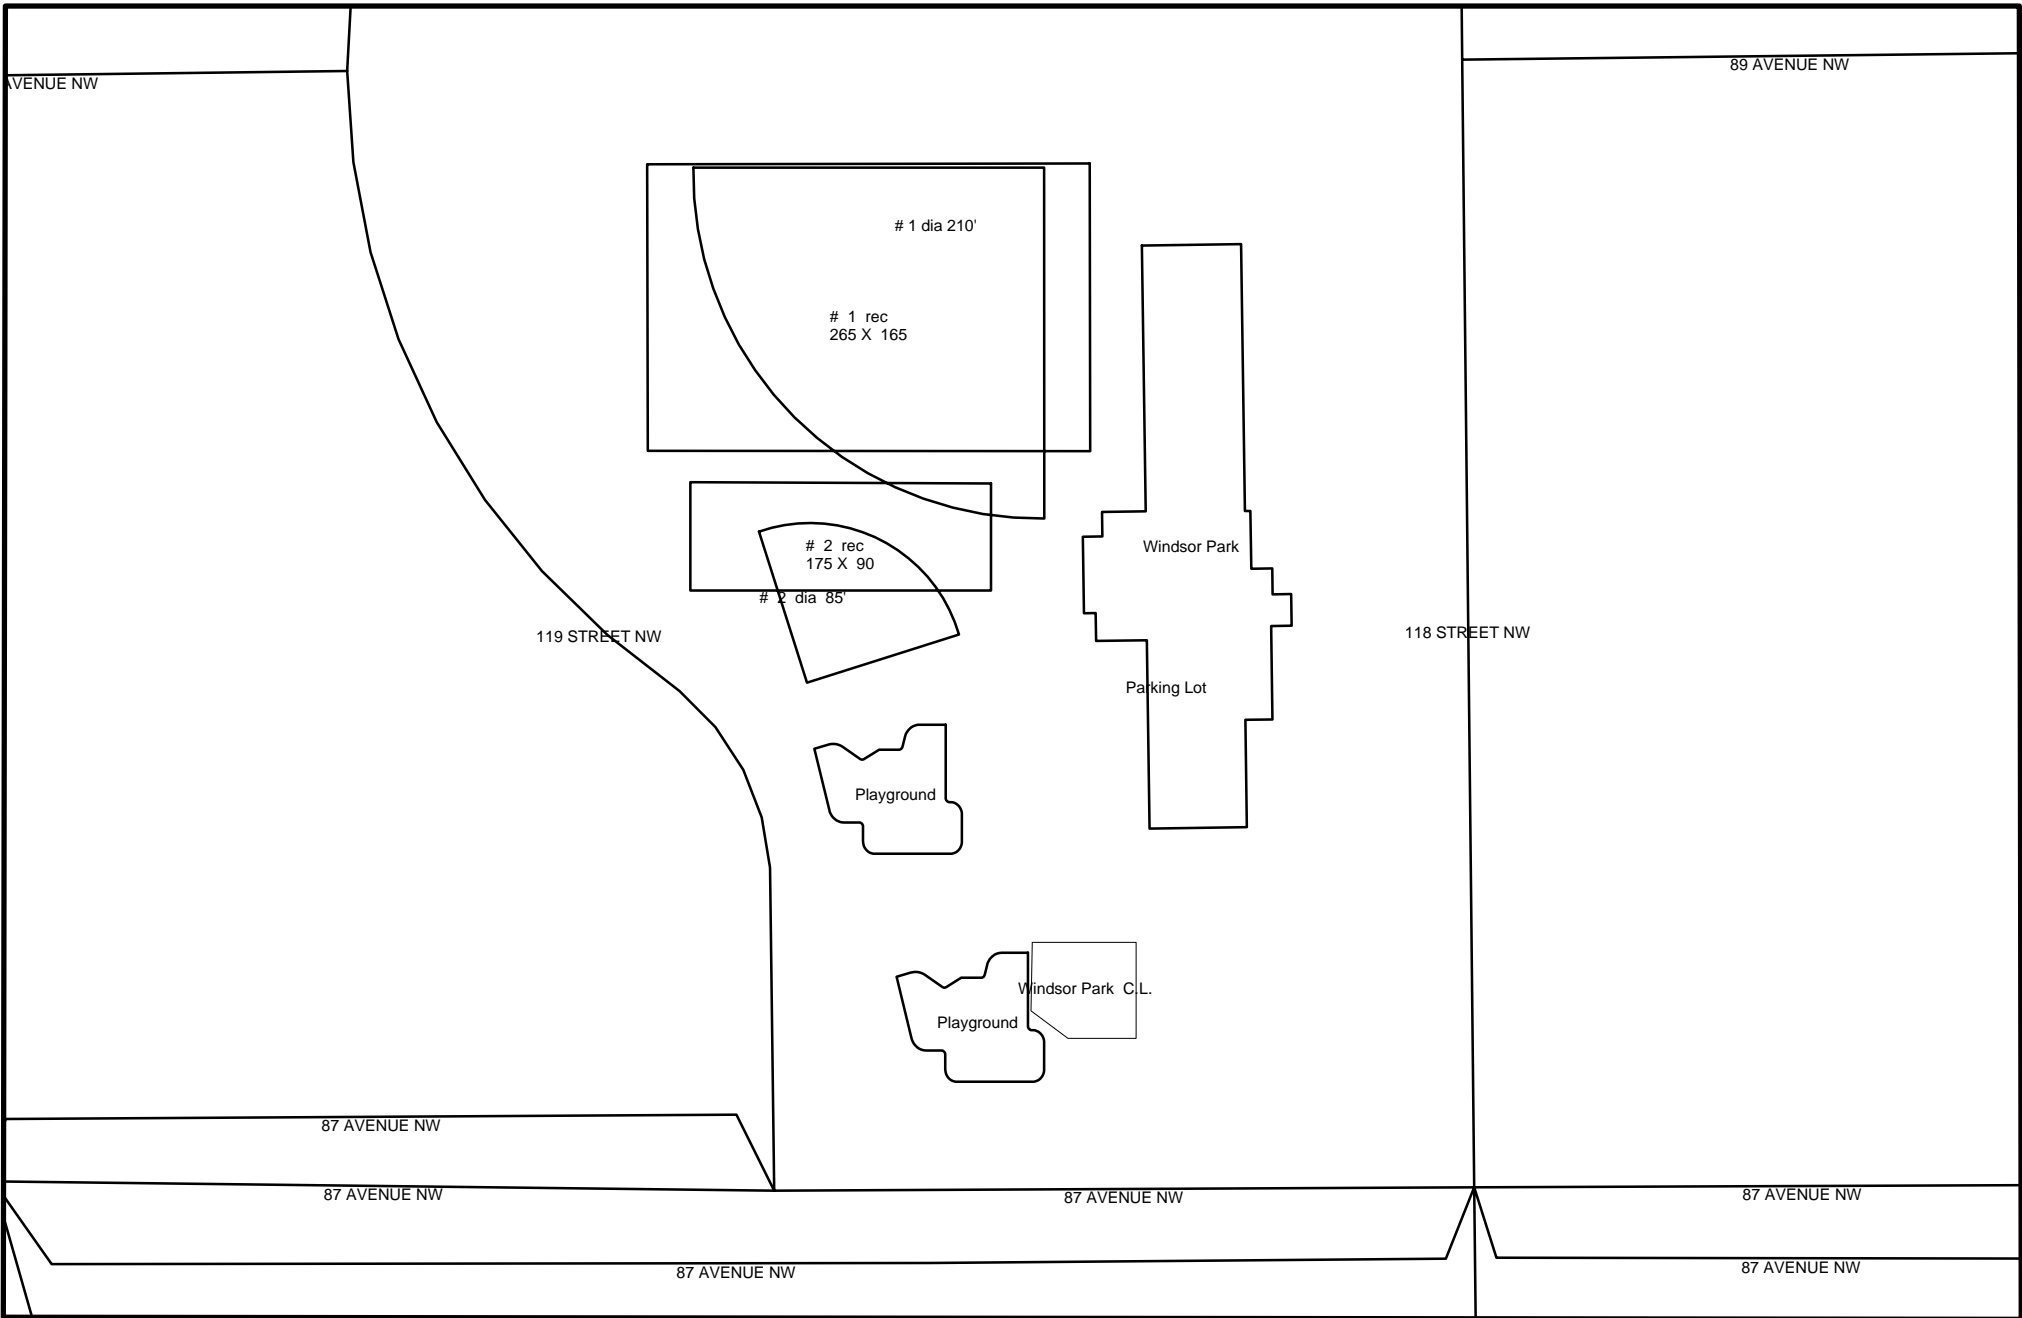 89 AVENUE NW
AVENUE NW
# 1 dia 210'
# 1 rec
265 X 165
# 2 rec
175 X 90
Windsor Park
# 2 dia 85'
119 STREET NW
118 STREET NW
Parking Lot
Playground
Windsor Park C.L.
Playground
87 AVENUE NW
87 AVENUE NW
87 AVENUE NW
87 AVENUE NW
87 AVENUE NW
87 AVENUE NW